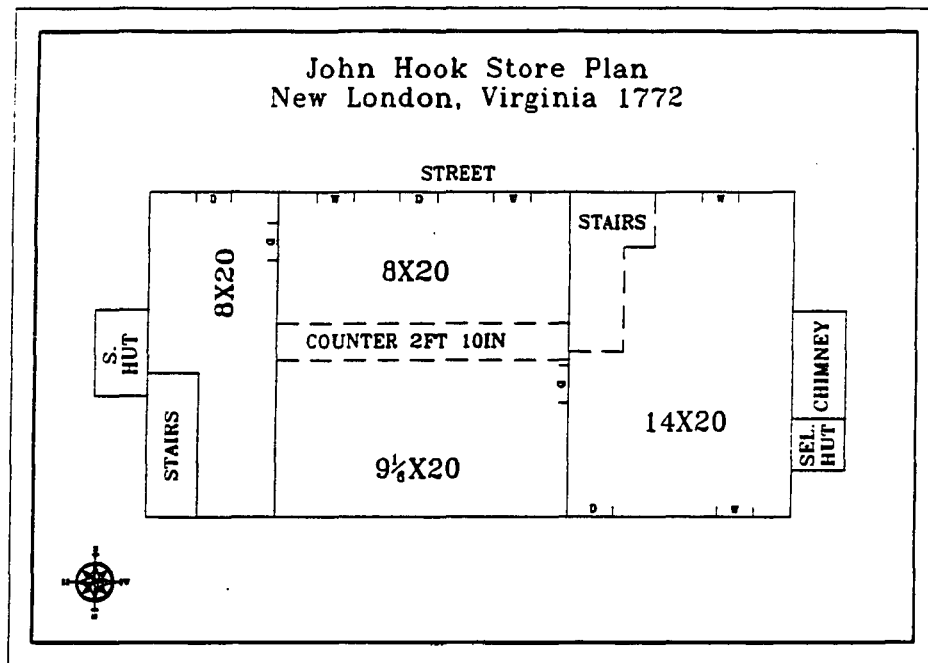 John Hook Store Plan
New London, Virginia 1772
STREET
D
W
D
W
W
STAIRS
D
8X20
8X20
S.
HUT
COUNTER 2FT 10IN
CHIMNEY
D
STAIRS
14X20
SEL.
HUT
9⅙X20
D
W